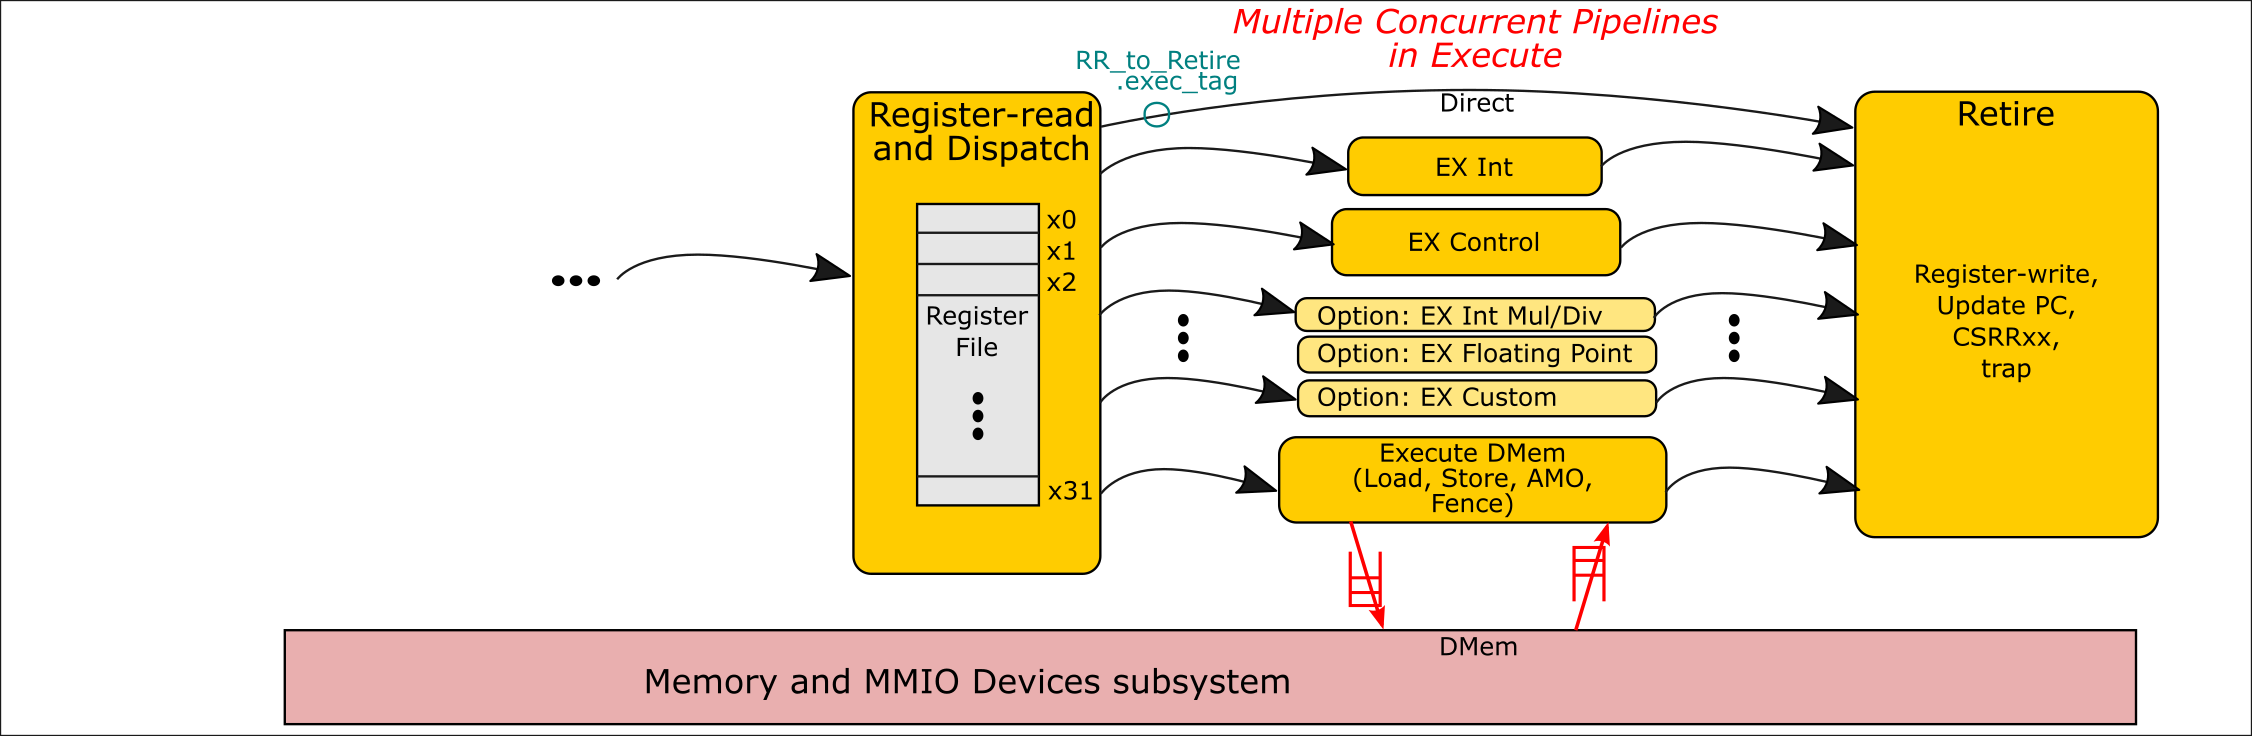 Multiple Concurrent Pipelines
in Execute
RR_to_Retire
.exec_tag
Direct
Register-read
and Dispatch
x0
x1
x2
Register
File
x31
EX Int
EX Control
Option: EX Int Mul/Div
Option: EX Floating Point
Option: EX Custom
Execute DMem
(Load, Store, AMO,
Fence)
Retire
Register-write,
Update PC,
CSRRxx,
trap
DMem
Memory and MMIO Devices subsystem